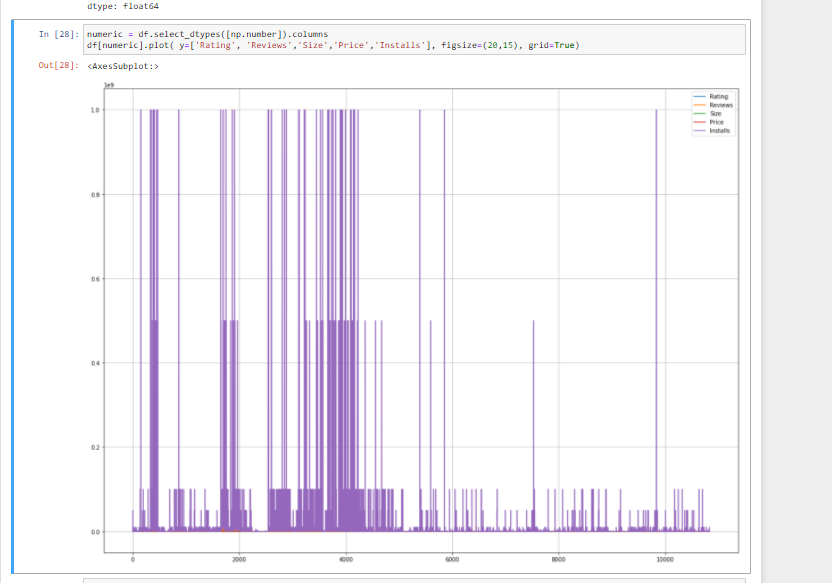 dtype: float64
In [28]: numeric = df.select_dtypes([np.number]).columns
df[numeric].plot( y=['Rating', 'Reviews','Size','Price','Installs'], figsize=(20,15), grid=True)
Out[28]: <AxesSubplot:>
1e9
Rating
Reviews
Size
Price
Installs
1.0
0.8
0.6
0.4
0.2
0.0
0 2000 4000 6000 8000 10000